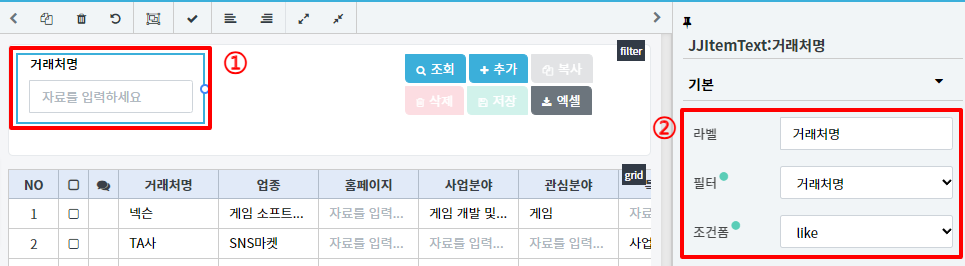 거래처명
자료를 입력하세요
①
filter
조회
추가
복사
삭제
저장
엑셀
grid
NO 거래처명 업종 홈페이지 사업분야 관심분야
1 넥슨 게임 소프트... 자료를 입력... 게임 개발 및... 게임 자료
2 TA사 SNS마켓 자료를 입력... 자료를 입력... 자료를 입력... 사업
JJItemText:거래처명
기본
②
라벨 거래처명
필터 거래처명
조건폼 like